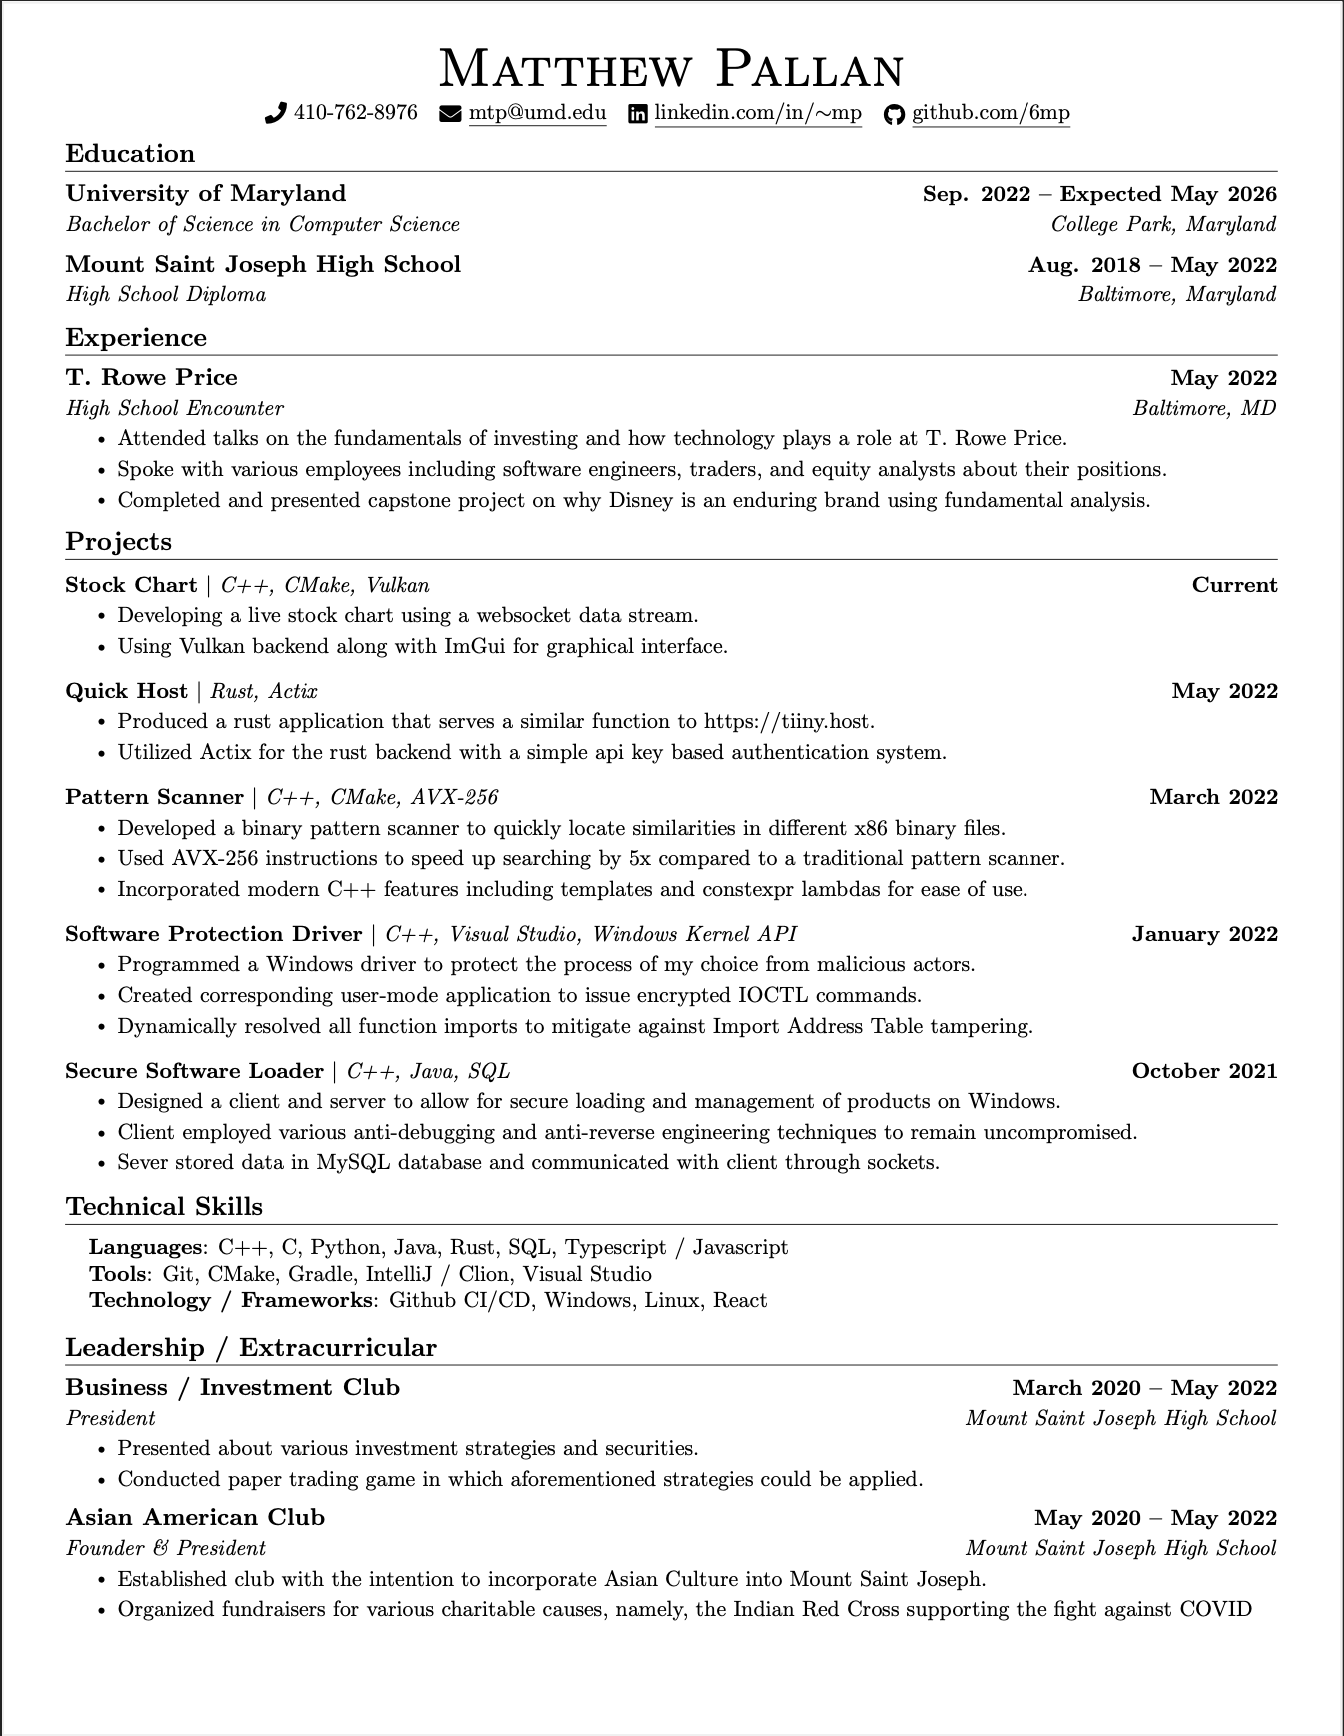 Matthew Pallan
410-762-8976 mtp@umd.edu linkedin.com/in/~mp github.com/6mp
Education
University of Maryland Sep. 2022 – Expected May 2026
Bachelor of Science in Computer Science College Park, Maryland
Mount Saint Joseph High School Aug. 2018 – May 2022
High School Diploma Baltimore, Maryland
Experience
T. Rowe Price May 2022
High School Encounter Baltimore, MD
• Attended talks on the fundamentals of investing and how technology plays a role at T. Rowe Price.
• Spoke with various employees including software engineers, traders, and equity analysts about their positions.
• Completed and presented capstone project on why Disney is an enduring brand using fundamental analysis.
Projects
Stock Chart | C++, CMake, Vulkan Current
• Developing a live stock chart using a websocket data stream.
• Using Vulkan backend along with ImGui for graphical interface.
Quick Host | Rust, Actix May 2022
• Produced a rust application that serves a similar function to https://tiiny.host.
• Utilized Actix for the rust backend with a simple api key based authentication system.
Pattern Scanner | C++, CMake, AVX-256 March 2022
• Developed a binary pattern scanner to quickly locate similarities in different x86 binary files.
• Used AVX-256 instructions to speed up searching by 5x compared to a traditional pattern scanner.
• Incorporated modern C++ features including templates and constexpr lambdas for ease of use.
Software Protection Driver | C++, Visual Studio, Windows Kernel API January 2022
• Programmed a Windows driver to protect the process of my choice from malicious actors.
• Created corresponding user-mode application to issue encrypted IOCTL commands.
• Dynamically resolved all function imports to mitigate against Import Address Table tampering.
Secure Software Loader | C++, Java, SQL October 2021
• Designed a client and server to allow for secure loading and management of products on Windows.
• Client employed various anti-debugging and anti-reverse engineering techniques to remain uncompromised.
• Sever stored data in MySQL database and communicated with client through sockets.
Technical Skills
Languages: C++, C, Python, Java, Rust, SQL, Typescript / Javascript
Tools: Git, CMake, Gradle, IntelliJ / Clion, Visual Studio
Technology / Frameworks: Github CI/CD, Windows, Linux, React
Leadership / Extracurricular
Business / Investment Club March 2020 – May 2022
President Mount Saint Joseph High School
• Presented about various investment strategies and securities.
• Conducted paper trading game in which aforementioned strategies could be applied.
Asian American Club May 2020 – May 2022
Founder & President Mount Saint Joseph High School
• Established club with the intention to incorporate Asian Culture into Mount Saint Joseph.
• Organized fundraisers for various charitable causes, namely, the Indian Red Cross supporting the fight against COVID